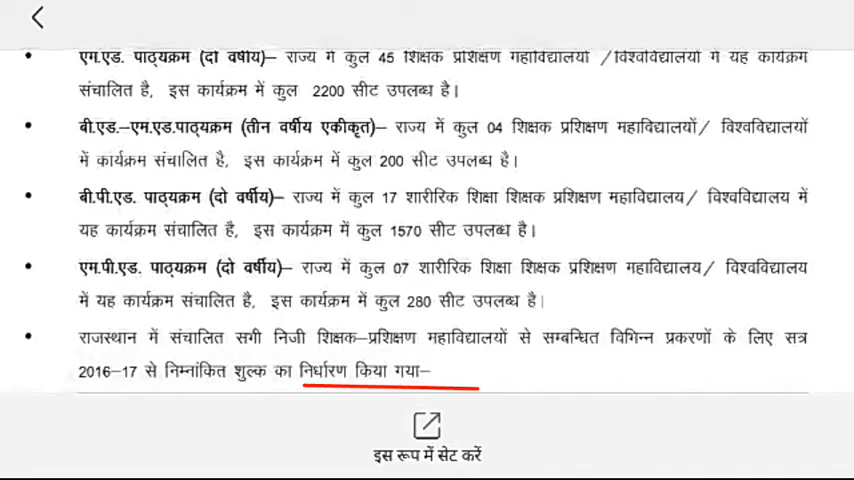 एम.एड. पाठ्यक्रम (दो वर्षीय)– राज्य में कुल 45 शिक्षक प्रशिक्षण महाविद्यालयों /विश्वविद्यालयों में यह कार्यक्रम
संचालित है, इस कार्यक्रम में कुल 2200 सीट उपलब्ध है।
बी.एड.–एम.एड.पाठ्यक्रम (तीन वर्षीय एकीकृत)– राज्य में कुल 04 शिक्षक प्रशिक्षण महाविद्यालयों/ विश्वविद्यालयों
में कार्यक्रम संचालित है, इस कार्यक्रम में कुल 200 सीट उपलब्ध है।
बी.पी.एड. पाठ्यक्रम (दो वर्षीय)– राज्य में कुल 17 शारीरिक शिक्षा शिक्षक प्रशिक्षण महाविद्यालय/ विश्वविद्यालय में
यह कार्यक्रम संचालित है, इस कार्यक्रम में कुल 1570 सीट उपलब्ध है।
एम.पी.एड. पाठ्यक्रम (दो वर्षीय)– राज्य में कुल 07 शारीरिक शिक्षा शिक्षक प्रशिक्षण महाविद्यालय/ विश्वविद्यालय
में यह कार्यक्रम संचालित है, इस कार्यक्रम में कुल 280 सीट उपलब्ध है।
राजस्थान में संचालित सभी निजी शिक्षक–प्रशिक्षण महाविद्यालयों से सम्बन्धित विभिन्न प्रकरणों के लिए सत्र
2016–17 से निम्नांकित शुल्क का निर्धारण किया गया–
इस रूप में सेट करें